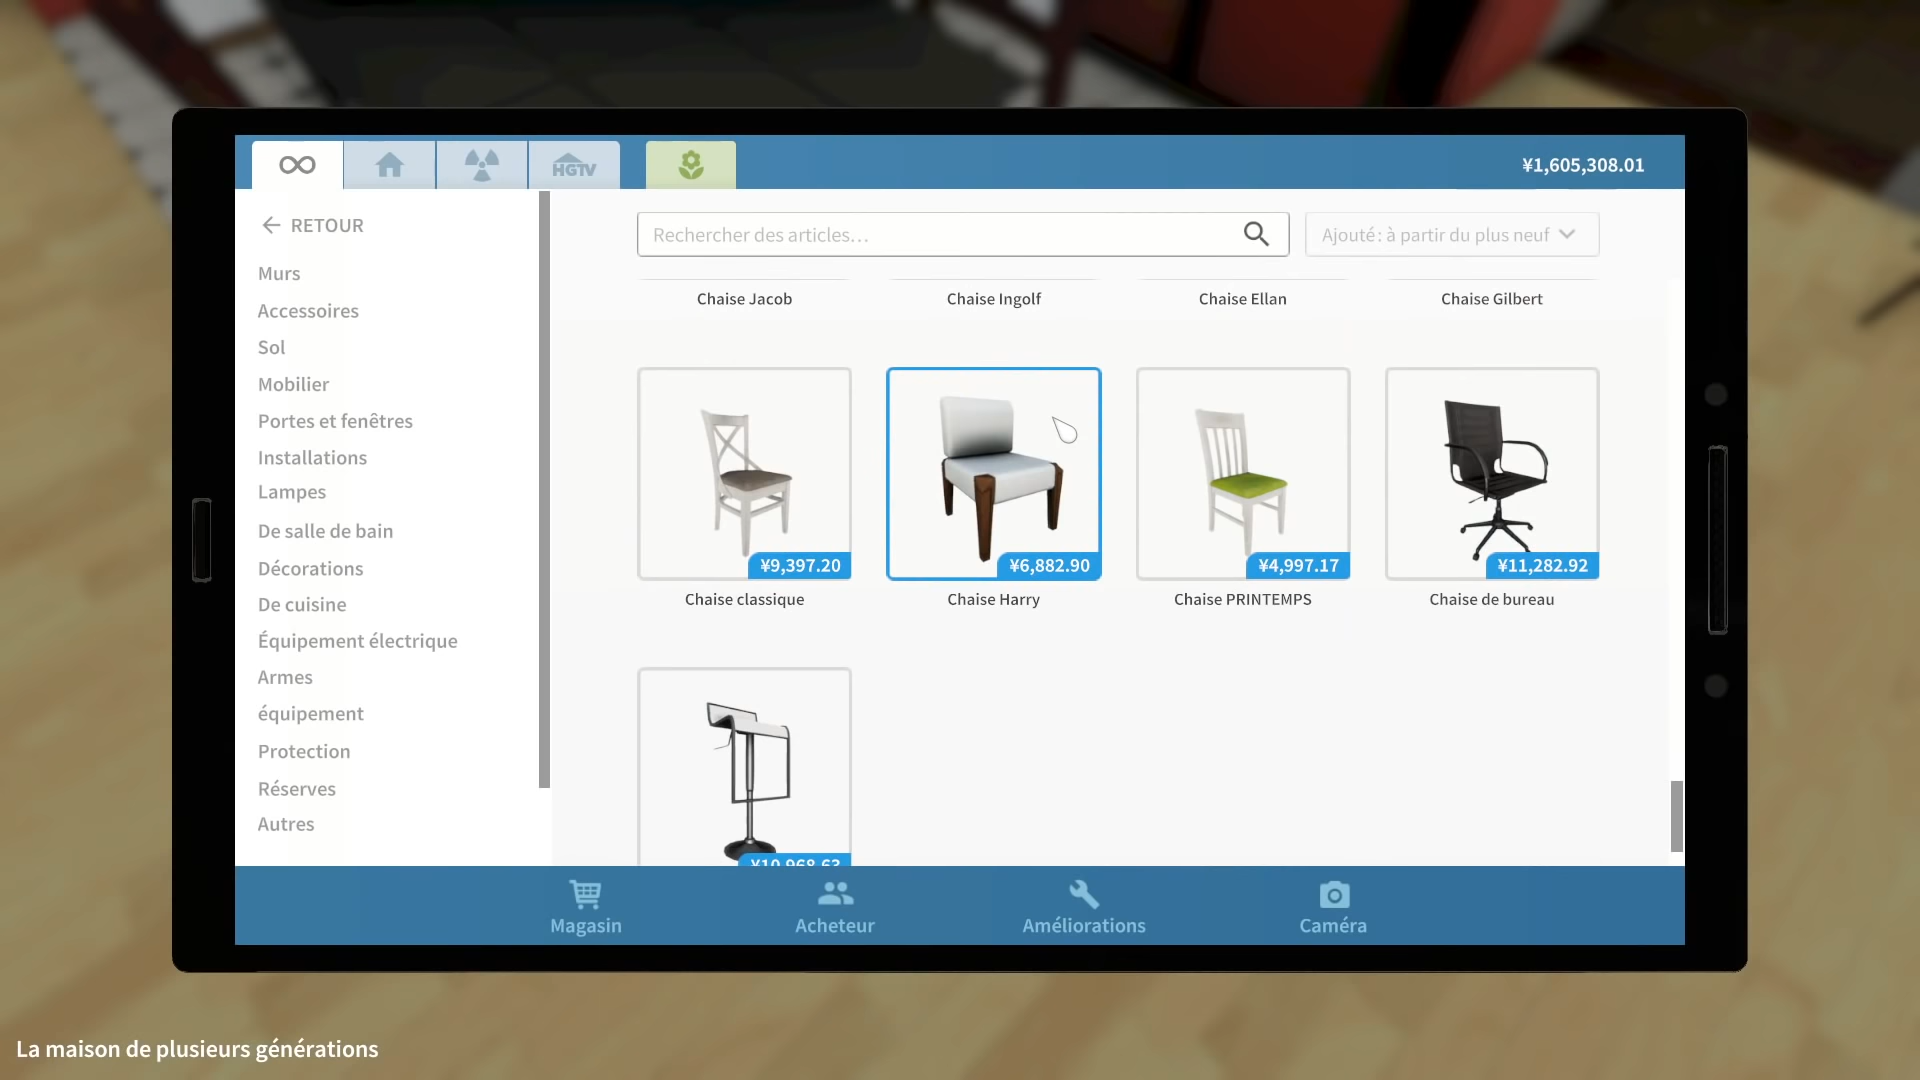 HGTV
¥1,605,308.01
RETOUR
Rechercher des articles...
Ajouté : à partir du plus neuf
Murs
Accessoires
Sol
Mobilier
Portes et fenêtres
Installations
Lampes
De salle de bain
Décorations
De cuisine
Équipement électrique
Armes
équipement
Protection
Réserves
Autres
Chaise Jacob
Chaise Ingolf
Chaise Ellan
Chaise Gilbert
¥9,397.20
¥6,882.90
¥4,997.17
¥11,282.92
Chaise classique
Chaise Harry
Chaise PRINTEMPS
Chaise de bureau
¥10,968.63
Magasin
Acheteur
Améliorations
Caméra
La maison de plusieurs générations